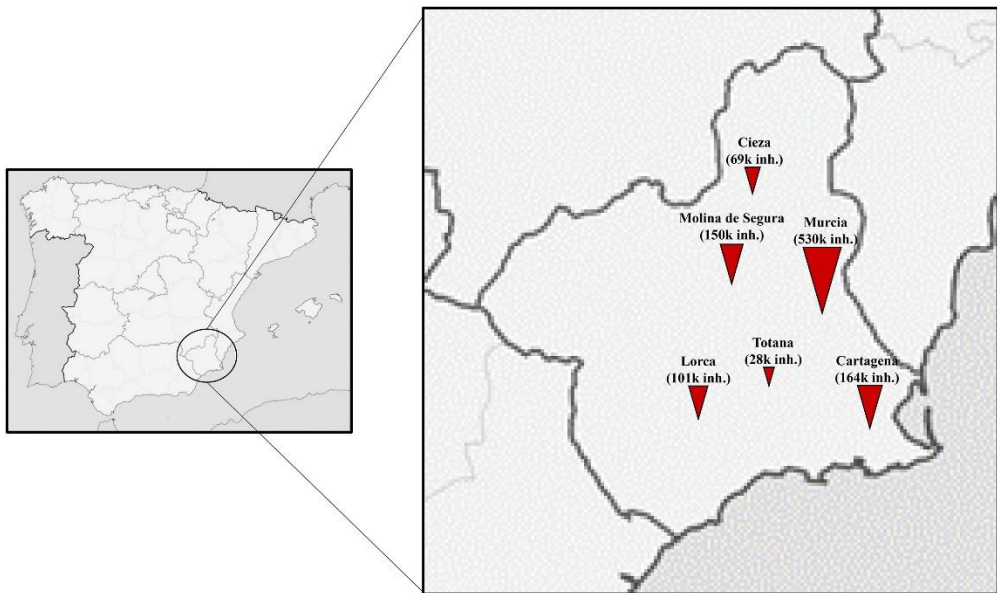 Cieza
(69k inh.)
Molina de Segura
(150k inh.)
Murcia
(530k inh.)
Totana
(28k inh.)
Lorca
(101k inh.)
Cartagena
(164k inh.)